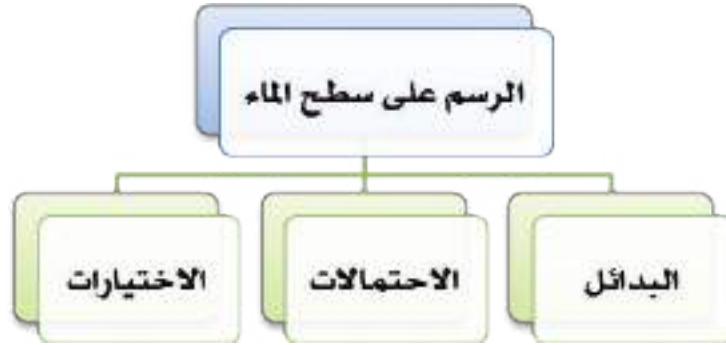 الرسم على سطح الماء
البدائل
الاحتمالات
الاختيارات